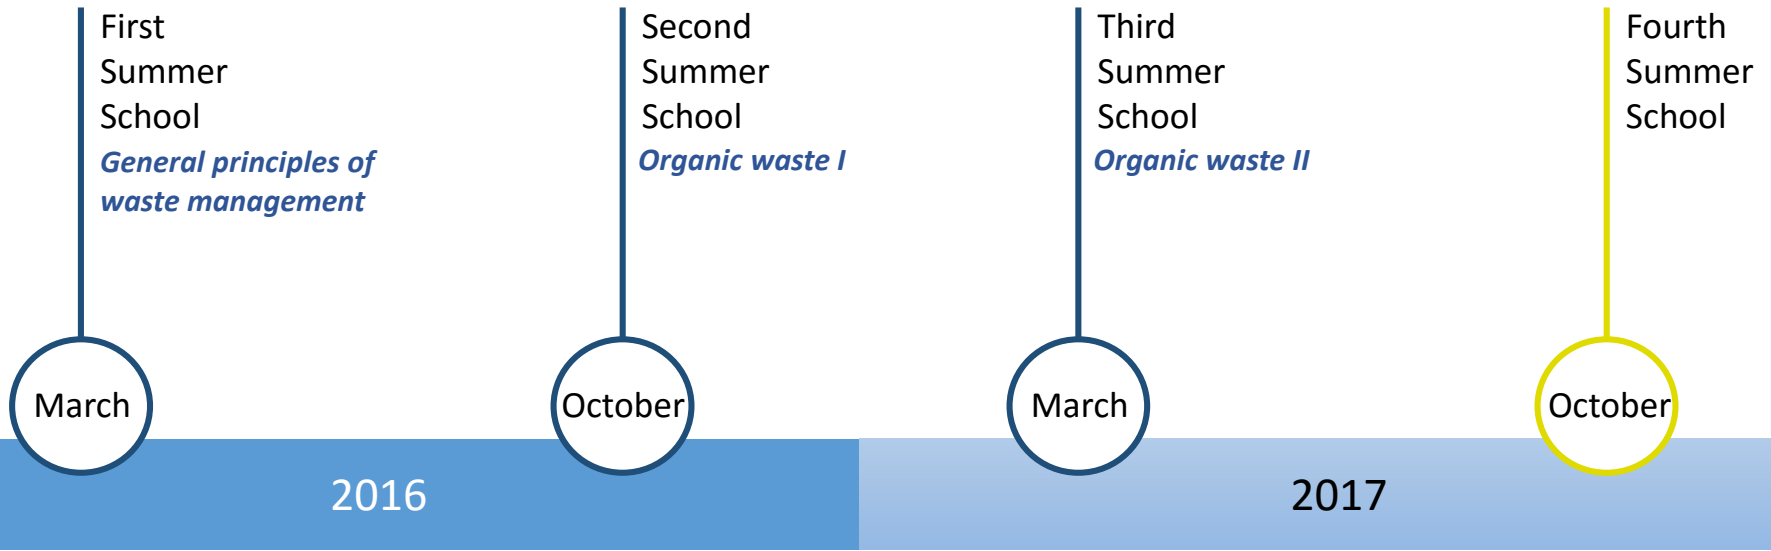 First
Summer
School
General principles of
waste management
Second
Summer
School
Organic waste I
Third
Summer
School
Organic waste II
Fourth
Summer
School
March
October
March
October
2016
2017